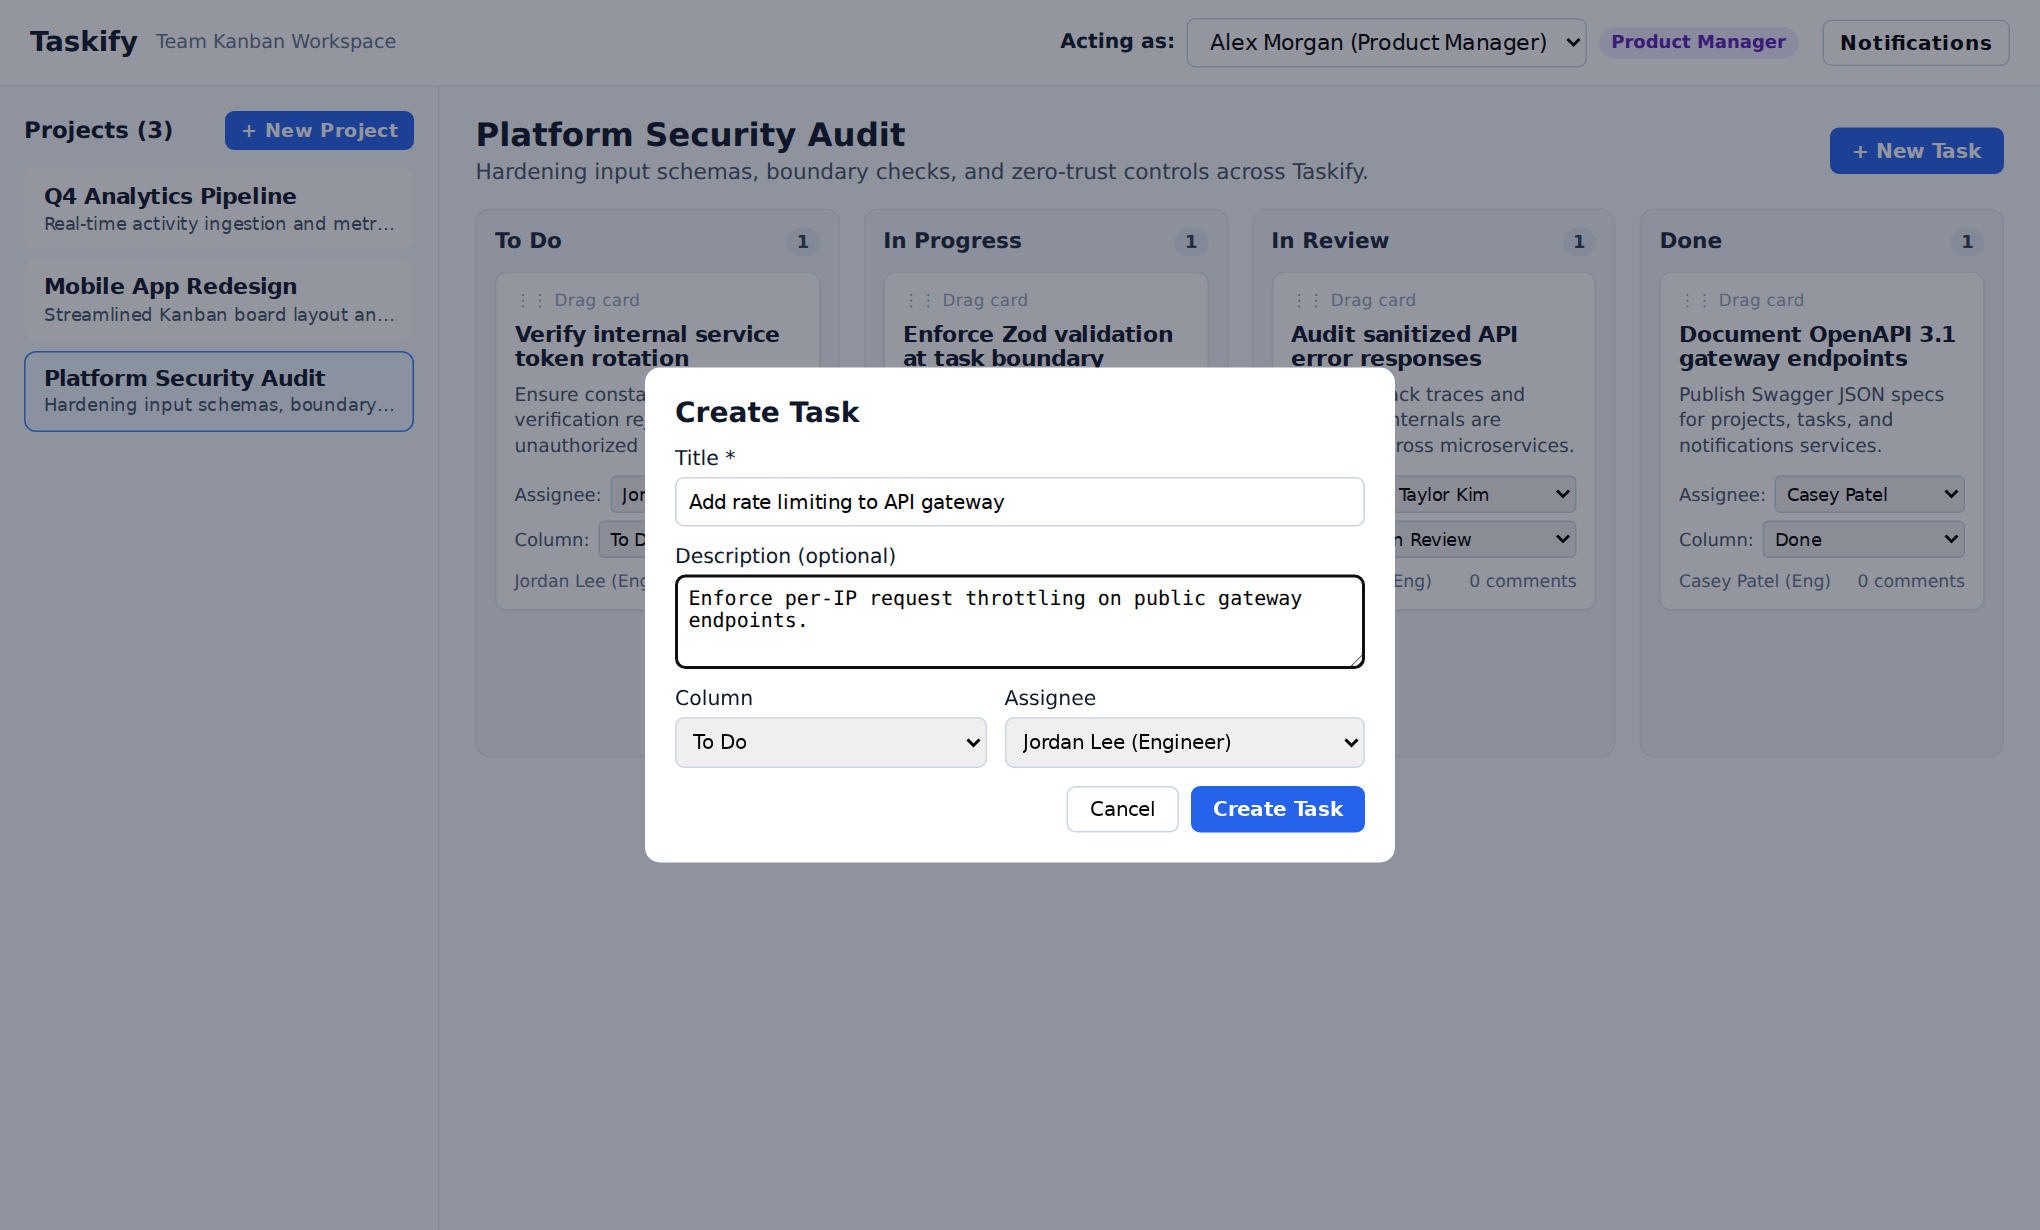 Taskify Team Kanban Workspace
Acting as: Alex Morgan (Product Manager) Product Manager Notifications
Projects (3) + New Project
Q4 Analytics Pipeline
Real-time activity ingestion and metr...
Mobile App Redesign
Streamlined Kanban board layout an...
Platform Security Audit
Hardening input schemas, boundary...
Platform Security Audit
Hardening input schemas, boundary checks, and zero-trust controls across Taskify.
+ New Task
To Do 1
Drag card
Verify internal service
token rotation
Ensure
verification
unauthorized
Assignee:
Column: To
Jordan Lee
In Progress 1
Drag card
Enforce Zod validation
at task boundary
In Review 1
Drag card
Audit sanitized API
error responses
traces and
are
microservices.
Taylor Kim
Review
0 comments
Done 1
Drag card
Document OpenAPI 3.1
gateway endpoints
Publish Swagger JSON specs
for projects, tasks, and
notifications services.
Assignee: Casey Patel
Column: Done
Casey Patel (Eng) 0 comments
Create Task
Title *
Add rate limiting to API gateway
Description (optional)
Enforce per-IP request throttling on public gateway
endpoints.
Column Assignee
To Do Jordan Lee (Engineer)
Cancel Create Task